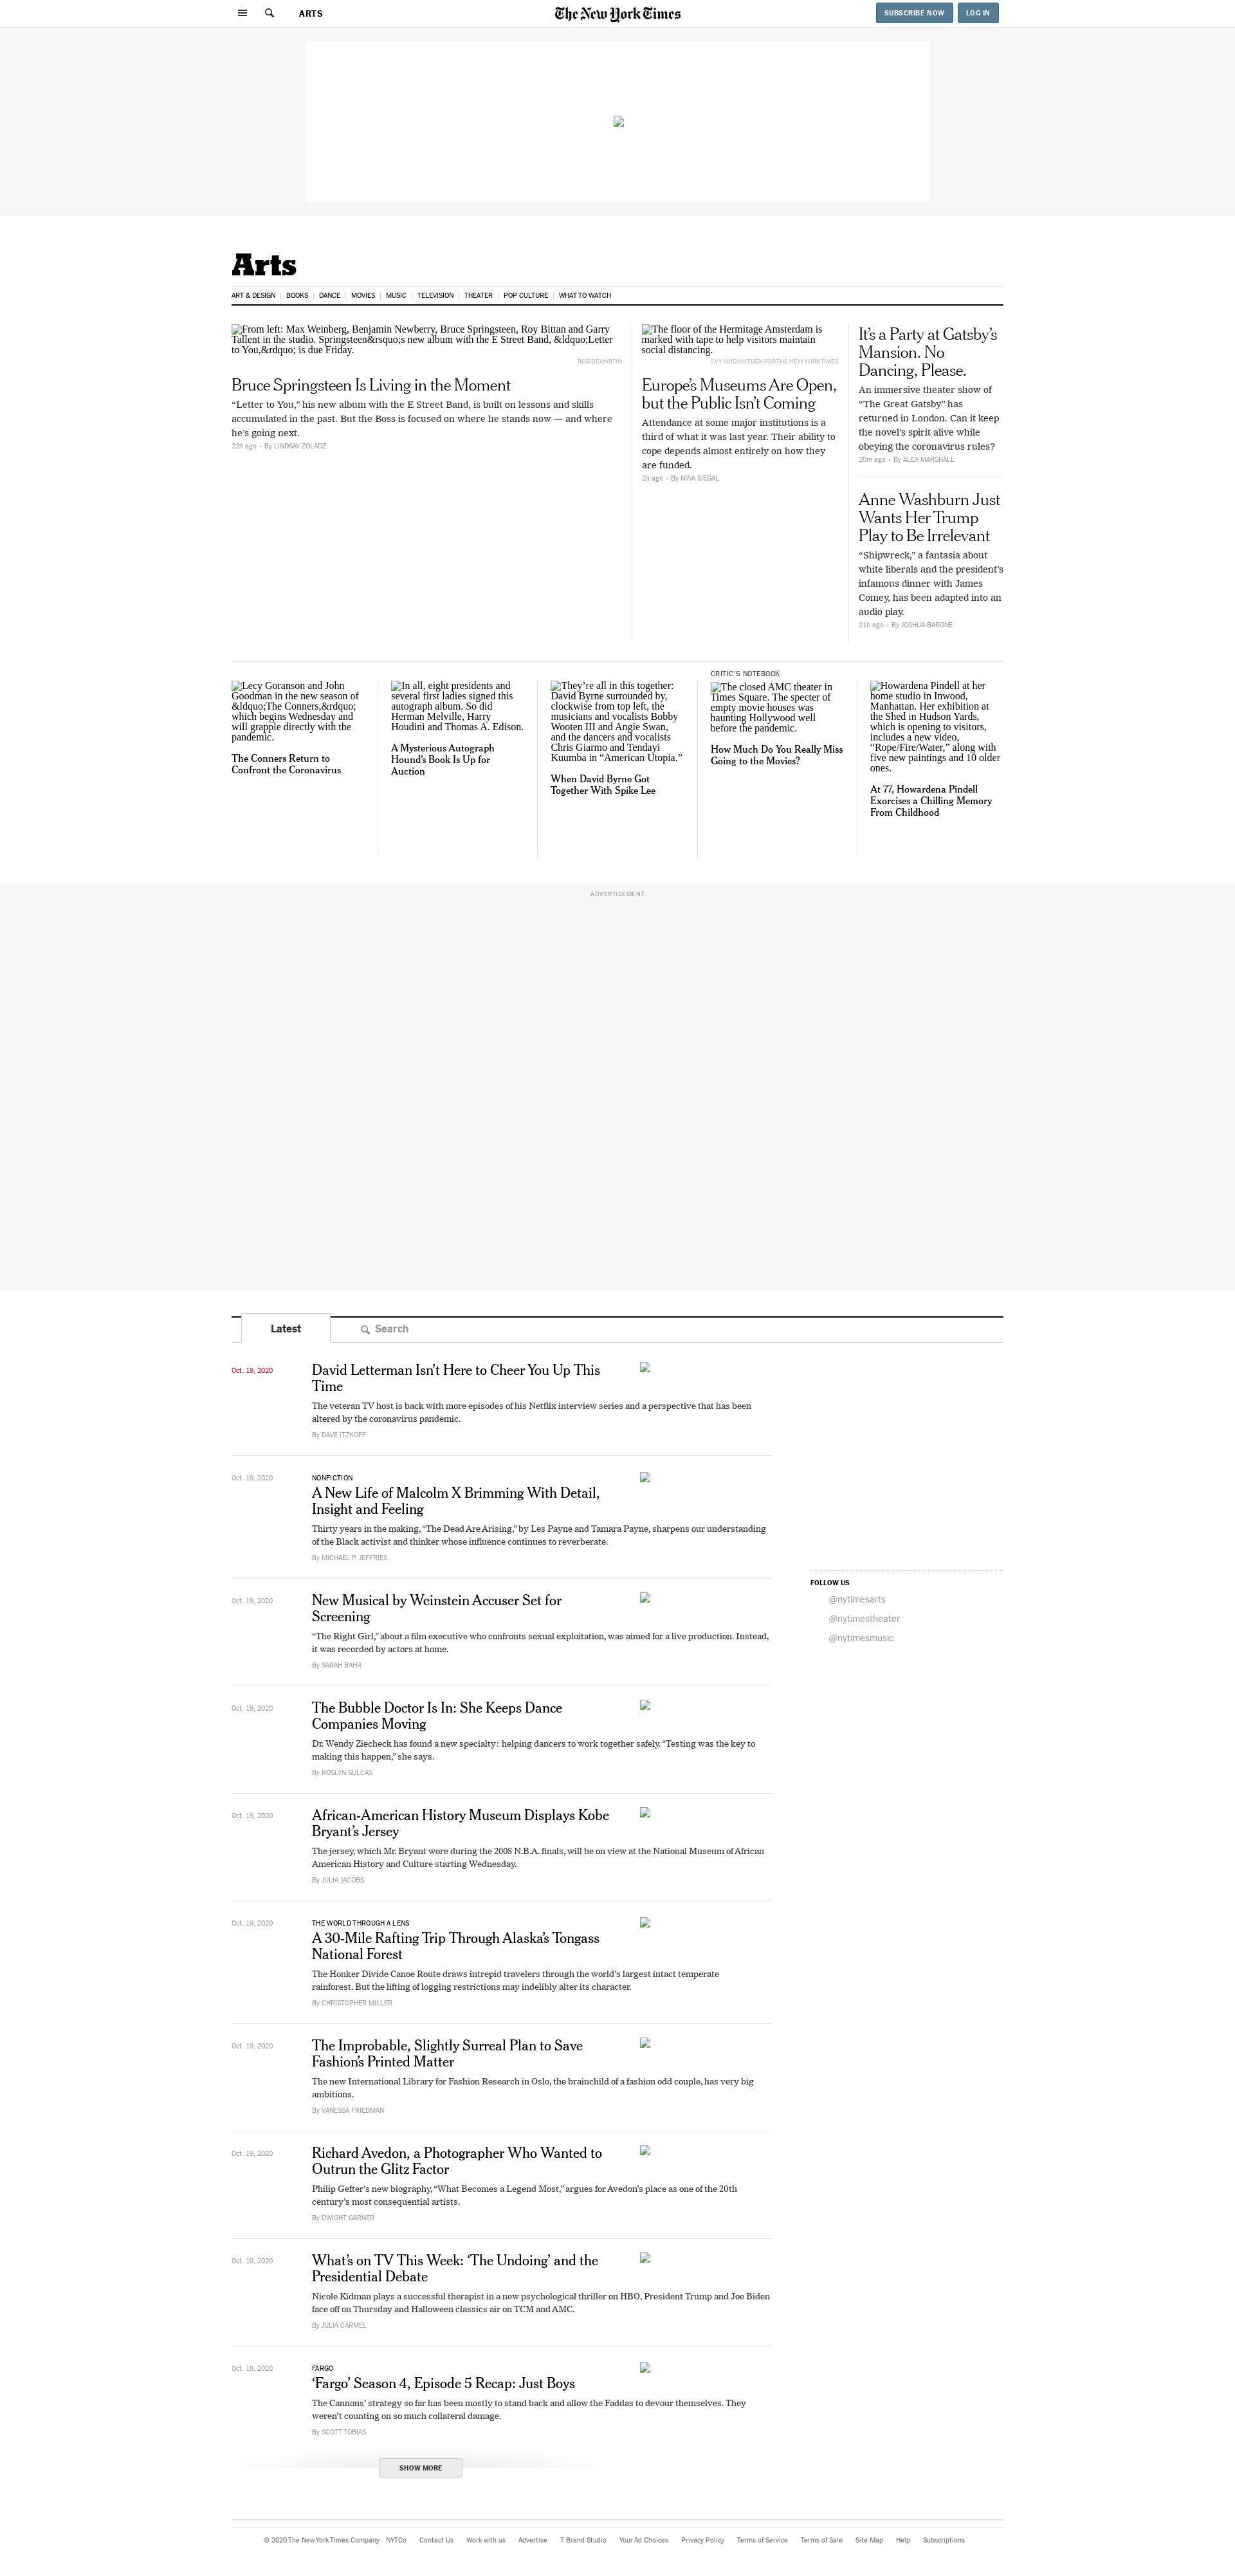 ARTS
The New York Times
SUBSCRIBE NOW
LOG IN
Arts
ART & DESIGN
BOOKS
DANCE
MOVIES
MUSIC
TELEVISION
THEATER
POP CULTURE
WHAT TO WATCH
From left: Max Weinberg, Benjamin Newberry, Bruce Springsteen, Roy Bittan and Garry
Tallent in the studio. Springsteen&rsquo;s new album with the E Street Band, &ldquo;Letter
to You,&rdquo; is due Friday.
ROB DEMARTIN
Bruce Springsteen Is Living in the Moment
“Letter to You,” his new album with the E Street Band, is built on lessons and skills
accumulated in the past. But the Boss is focused on where he stands now — and where
he’s going next.
22h ago • By LINDSAY ZOLADZ
The floor of the Hermitage Amsterdam is
marked with tape to help visitors maintain
social distancing.
ILVY NJIOKIKTJIEN FOR THE NEW YORK TIMES
Europe’s Museums Are Open,
but the Public Isn’t Coming
Attendance at some major institutions is a
third of what it was last year. Their ability to
cope depends almost entirely on how they
are funded.
2h ago • By NINA SIEGAL
It’s a Party at Gatsby’s
Mansion. No
Dancing, Please.
An immersive theater show of
“The Great Gatsby” has
returned in London. Can it keep
the novel’s spirit alive while
obeying the coronavirus rules?
20m ago • By ALEX MARSHALL
Anne Washburn Just
Wants Her Trump
Play to Be Irrelevant
“Shipwreck,” a fantasia about
white liberals and the president’s
infamous dinner with James
Comey, has been adapted into an
audio play.
21h ago • By JOSHUA BARONE
Lecy Goranson and John
Goodman in the new season of
&ldquo;The Conners,&rdquo;
which begins Wednesday and
will grapple directly with the
pandemic.
The Conners Return to
Confront the Coronavirus
In all, eight presidents and
several first ladies signed this
autograph album. So did
Herman Melville, Harry
Houdini and Thomas A. Edison.
A Mysterious Autograph
Hound’s Book Is Up for
Auction
They’re all in this together:
David Byrne surrounded by,
clockwise from top left, the
musicians and vocalists Bobby
Wooten III and Angie Swan,
and the dancers and vocalists
Chris Giarmo and Tendayi
Kuumba in “American Utopia.”
When David Byrne Got
Together With Spike Lee
CRITIC’S NOTEBOOK
The closed AMC theater in
Times Square. The specter of
empty movie houses was
haunting Hollywood well
before the pandemic.
How Much Do You Really Miss
Going to the Movies?
Howardena Pindell at her
home studio in Inwood,
Manhattan. Her exhibition at
the Shed in Hudson Yards,
which is opening to visitors,
includes a new video,
“Rope/Fire/Water,” along with
five new paintings and 10 older
ones.
At 77, Howardena Pindell
Exorcises a Chilling Memory
From Childhood
ADVERTISEMENT
Latest
Search
Oct. 19, 2020
David Letterman Isn’t Here to Cheer You Up This
Time
The veteran TV host is back with more episodes of his Netflix interview series and a perspective that has been
altered by the coronavirus pandemic.
By DAVE ITZKOFF
Oct. 19, 2020
NONFICTION
A New Life of Malcolm X Brimming With Detail,
Insight and Feeling
Thirty years in the making, “The Dead Are Arising,” by Les Payne and Tamara Payne, sharpens our understanding
of the Black activist and thinker whose influence continues to reverberate.
By MICHAEL P. JEFFRIES
Oct. 19, 2020
New Musical by Weinstein Accuser Set for
Screening
“The Right Girl,” about a film executive who confronts sexual exploitation, was aimed for a live production. Instead,
it was recorded by actors at home.
By SARAH BAHR
Oct. 19, 2020
The Bubble Doctor Is In: She Keeps Dance
Companies Moving
Dr. Wendy Ziecheck has found a new specialty: helping dancers to work together safely. “Testing was the key to
making this happen,” she says.
By ROSLYN SULCAS
Oct. 19, 2020
African-American History Museum Displays Kobe
Bryant’s Jersey
The jersey, which Mr. Bryant wore during the 2008 N.B.A. finals, will be on view at the National Museum of African
American History and Culture starting Wednesday.
By JULIA JACOBS
Oct. 19, 2020
THE WORLD THROUGH A LENS
A 30-Mile Rafting Trip Through Alaska’s Tongass
National Forest
The Honker Divide Canoe Route draws intrepid travelers through the world’s largest intact temperate
rainforest. But the lifting of logging restrictions may indelibly alter its character.
By CHRISTOPHER MILLER
Oct. 19, 2020
The Improbable, Slightly Surreal Plan to Save
Fashion’s Printed Matter
The new International Library for Fashion Research in Oslo, the brainchild of a fashion odd couple, has very big
ambitions.
By VANESSA FRIEDMAN
Oct. 19, 2020
Richard Avedon, a Photographer Who Wanted to
Outrun the Glitz Factor
Philip Gefter’s new biography, “What Becomes a Legend Most,” argues for Avedon’s place as one of the 20th
century’s most consequential artists.
By DWIGHT GARNER
Oct. 19, 2020
What’s on TV This Week: ‘The Undoing’ and the
Presidential Debate
Nicole Kidman plays a successful therapist in a new psychological thriller on HBO, President Trump and Joe Biden
face off on Thursday and Halloween classics air on TCM and AMC.
By JULIA CARMEL
Oct. 18, 2020
FARGO
‘Fargo’ Season 4, Episode 5 Recap: Just Boys
The Cannons’ strategy so far has been mostly to stand back and allow the Faddas to devour themselves. They
weren’t counting on so much collateral damage.
By SCOTT TOBIAS
SHOW MORE
FOLLOW US
@nytimesarts
@nytimestheater
@nytimesmusic
© 2020 The New York Times Company
NYTCo
Contact Us
Work with us
Advertise
T Brand Studio
Your Ad Choices
Privacy Policy
Terms of Service
Terms of Sale
Site Map
Help
Subscriptions